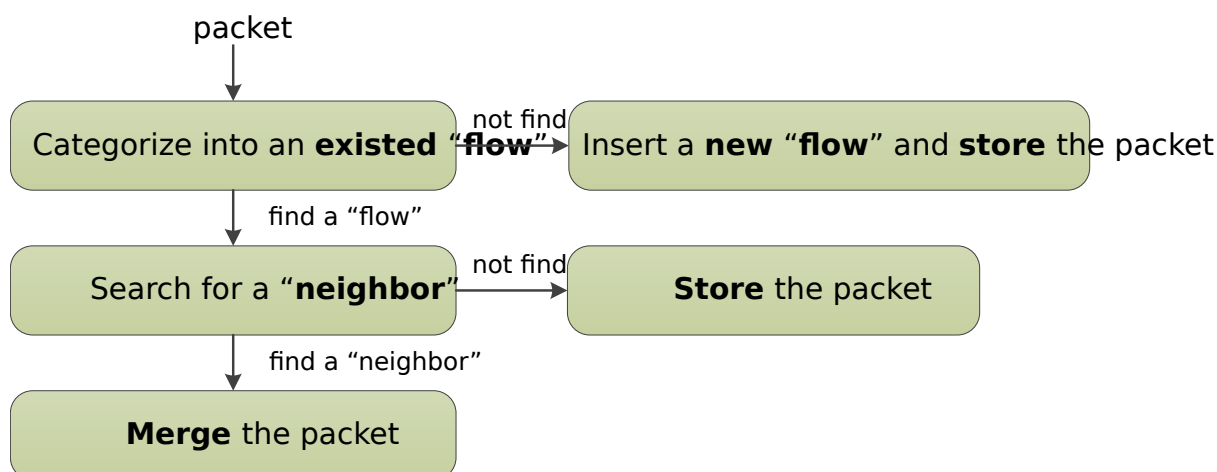 packet
Categorize into an existed “flow”
not find
Insert a new “flow” and store the packet
find a “flow”
Search for a “neighbor”
not find
Store the packet
find a “neighbor”
Merge the packet